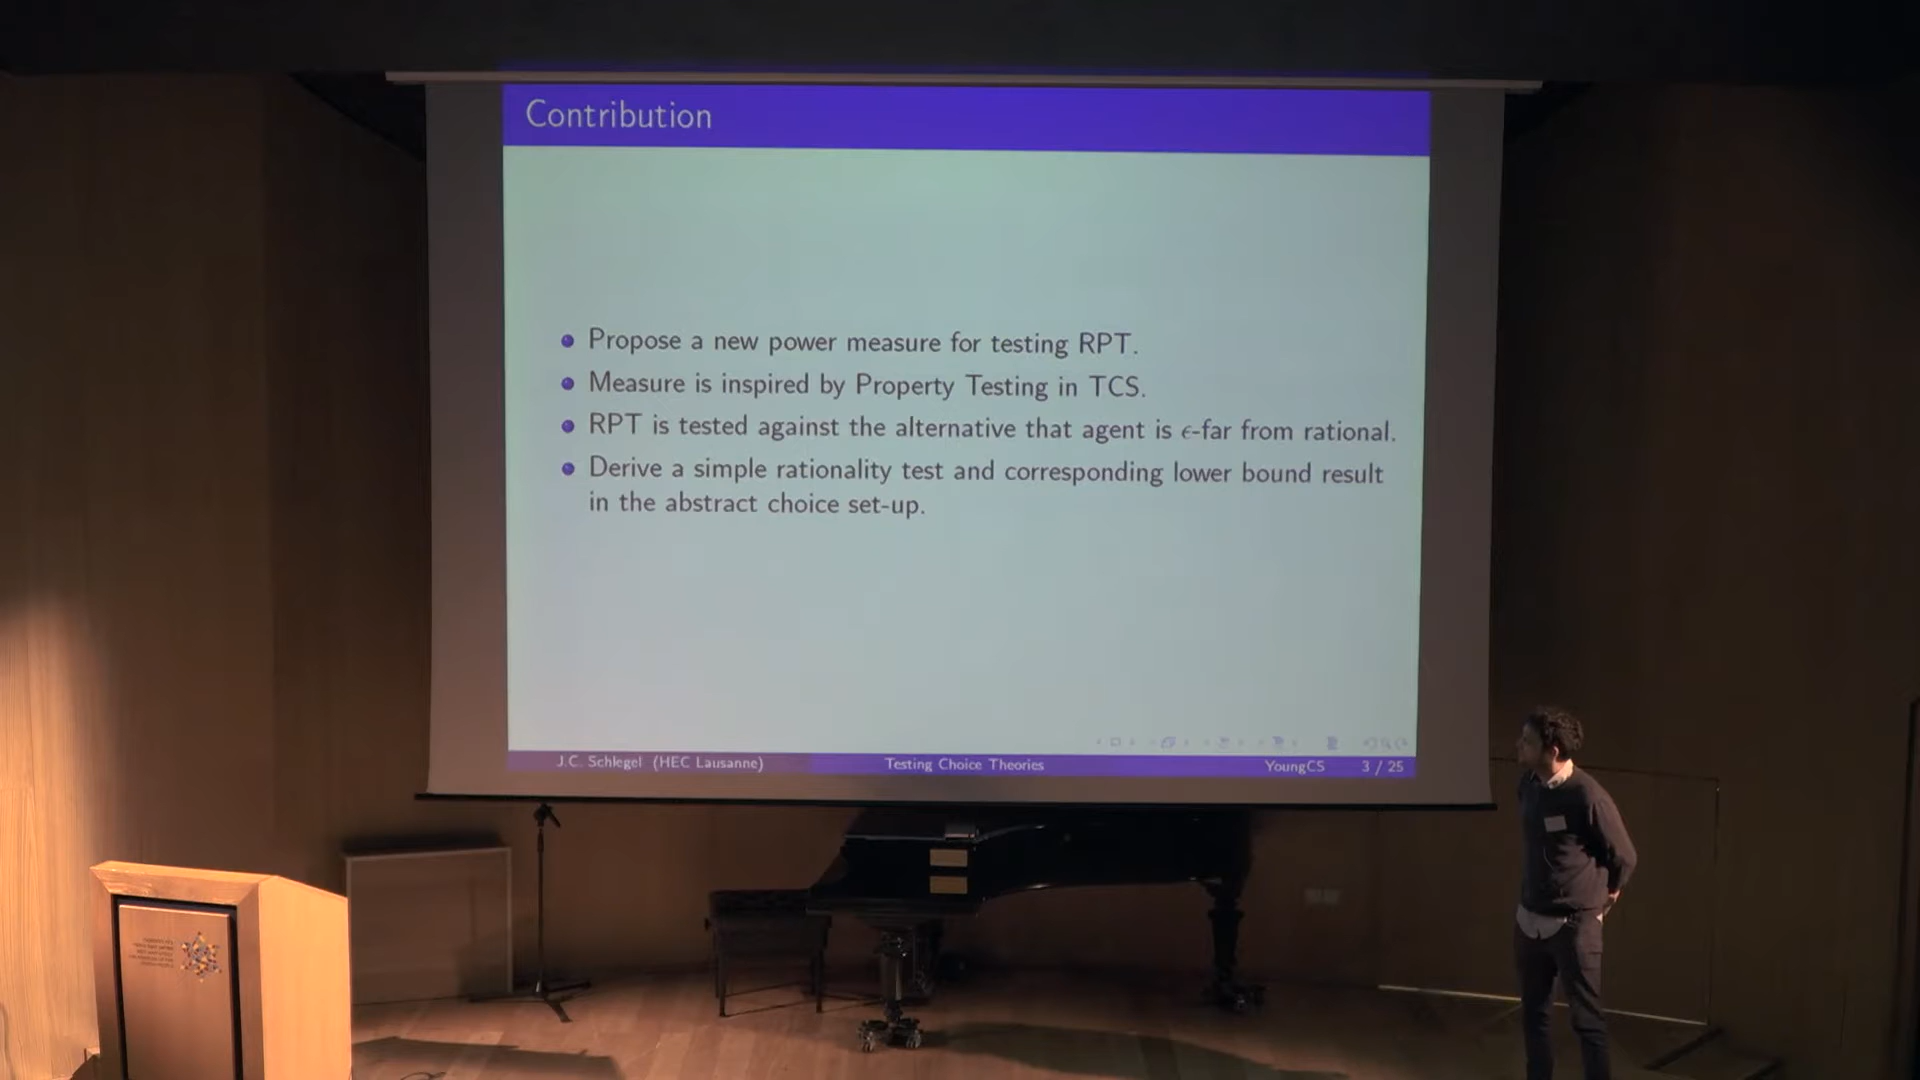 Contribution
Propose a new power measure for testing RPT.
Measure is inspired by Property Testing in TCS.
RPT is tested against the alternative that agent is ϵ-far from rational.
Derive a simple rationality test and corresponding lower bound result
in the abstract choice set-up.
J.C. Schlegel (HEC Lausanne) Testing Choice Theories YoungCS 3 / 25